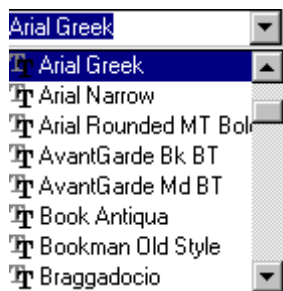 Arial Greek
Arial Greek
Arial Narrow
Arial Rounded MT Bol
AvantGarde Bk BT
AvantGarde Md BT
Book Antiqua
Bookman Old Style
Braggadocio